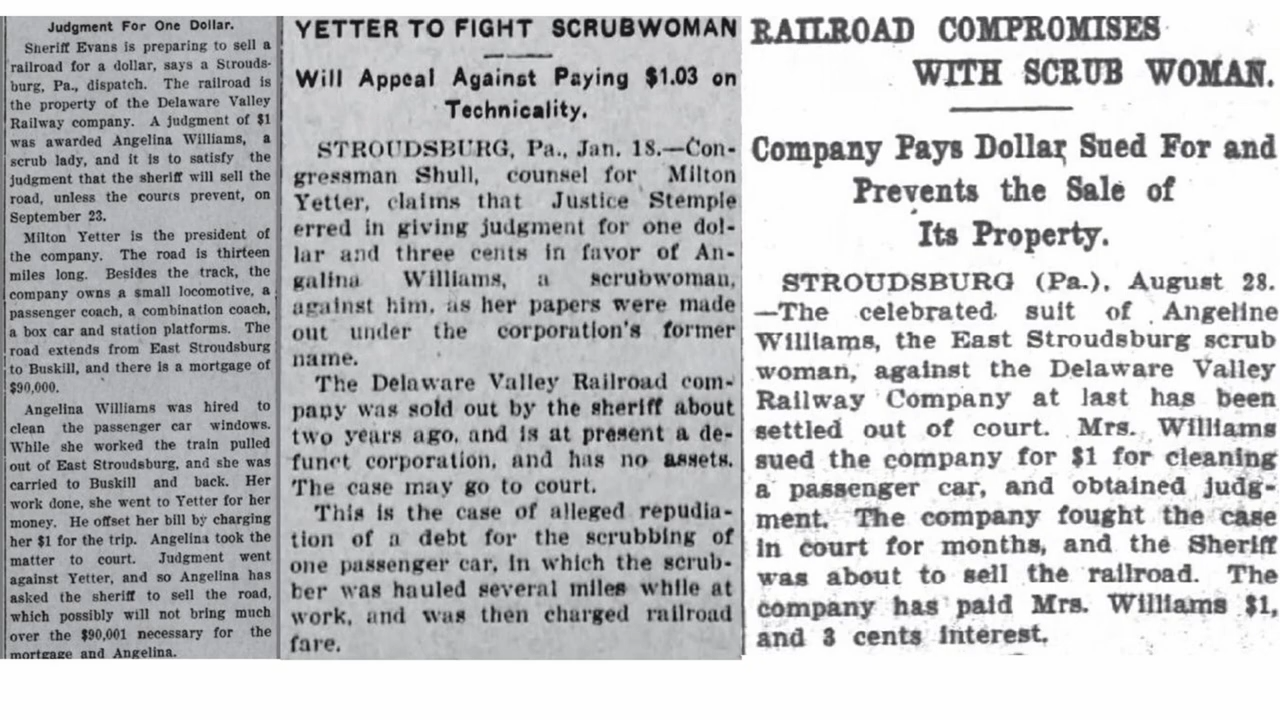 Judgment For One Dollar.
Sheriff Evans is preparing to sell a
railroad for a dollar, says a Strouds-
burg, Pa., dispatch. The railroad is
the property of the Delaware Valley
Railway company. A judgment of $1
was awarded Angelina Williams, a
scrub lady, and it is to satisfy the
judgment that the sheriff will sell the
road, unless the courts prevent, on
September 23.
Milton Yetter is the president of
the company. The road is thirteen
miles long. Besides the track, the
company owns a small locomotive, a
passenger coach, a combination coach,
a box car and station platforms. The
road extends from East Stroudsburg
to Buskill, and there is a mortgage of
$90,000.
Angelina Williams was hired to
clean the passenger car windows.
While she worked the train pulled
out of East Stroudsburg, and she was
carried to Buskill and back. Her
work done, she went to Yetter for her
money. He offset her bill by charging
her $1 for the trip. Angelina took the
matter to court. Judgment went
against Yetter, and so Angelina has
asked the sheriff to sell the road,
which possibly will not bring much
over the $90,001 necessary for the
mortgage and Angelina.
YETTER TO FIGHT SCRUBWOMAN
Will Appeal Against Paying $1.03 on
Technicality.
STROUDSBURG, Pa., Jan. 18.—Con-
gressman Shull, counsel for Milton
Yetter, claims that Justice Stemple
erred in giving judgment for one dol-
lar and three cents in favor of An-
galina Williams, a scrubwoman,
against him, as her papers were made
out under the corporation's former
name.
The Delaware Valley Railroad com-
pany was sold out by the sheriff about
two years ago, and is at present a de-
funct corporation, and has no assets.
The case may go to court.
This is the case of alleged repudia-
tion of a debt for the scrubbing of
one passenger car, in which the scrub-
ber was hauled several miles while at
work, and was then charged railroad
fare.
RAILROAD COMPROMISES
WITH SCRUB WOMAN.
Company Pays Dollar Sued For and
Prevents the Sale of
Its Property.
STROUDSBURG (Pa.), August 28.
—The celebrated suit of Angeline
Williams, the East Stroudsburg scrub
woman, against the Delaware Valley
Railway Company at last has been
settled out of court. Mrs. Williams
sued the company for $1 for cleaning
a passenger car, and obtained judg-
ment. The company fought the case
in court for months, and the Sheriff
was about to sell the railroad. The
company has paid Mrs. Williams $1,
and 3 cents interest.